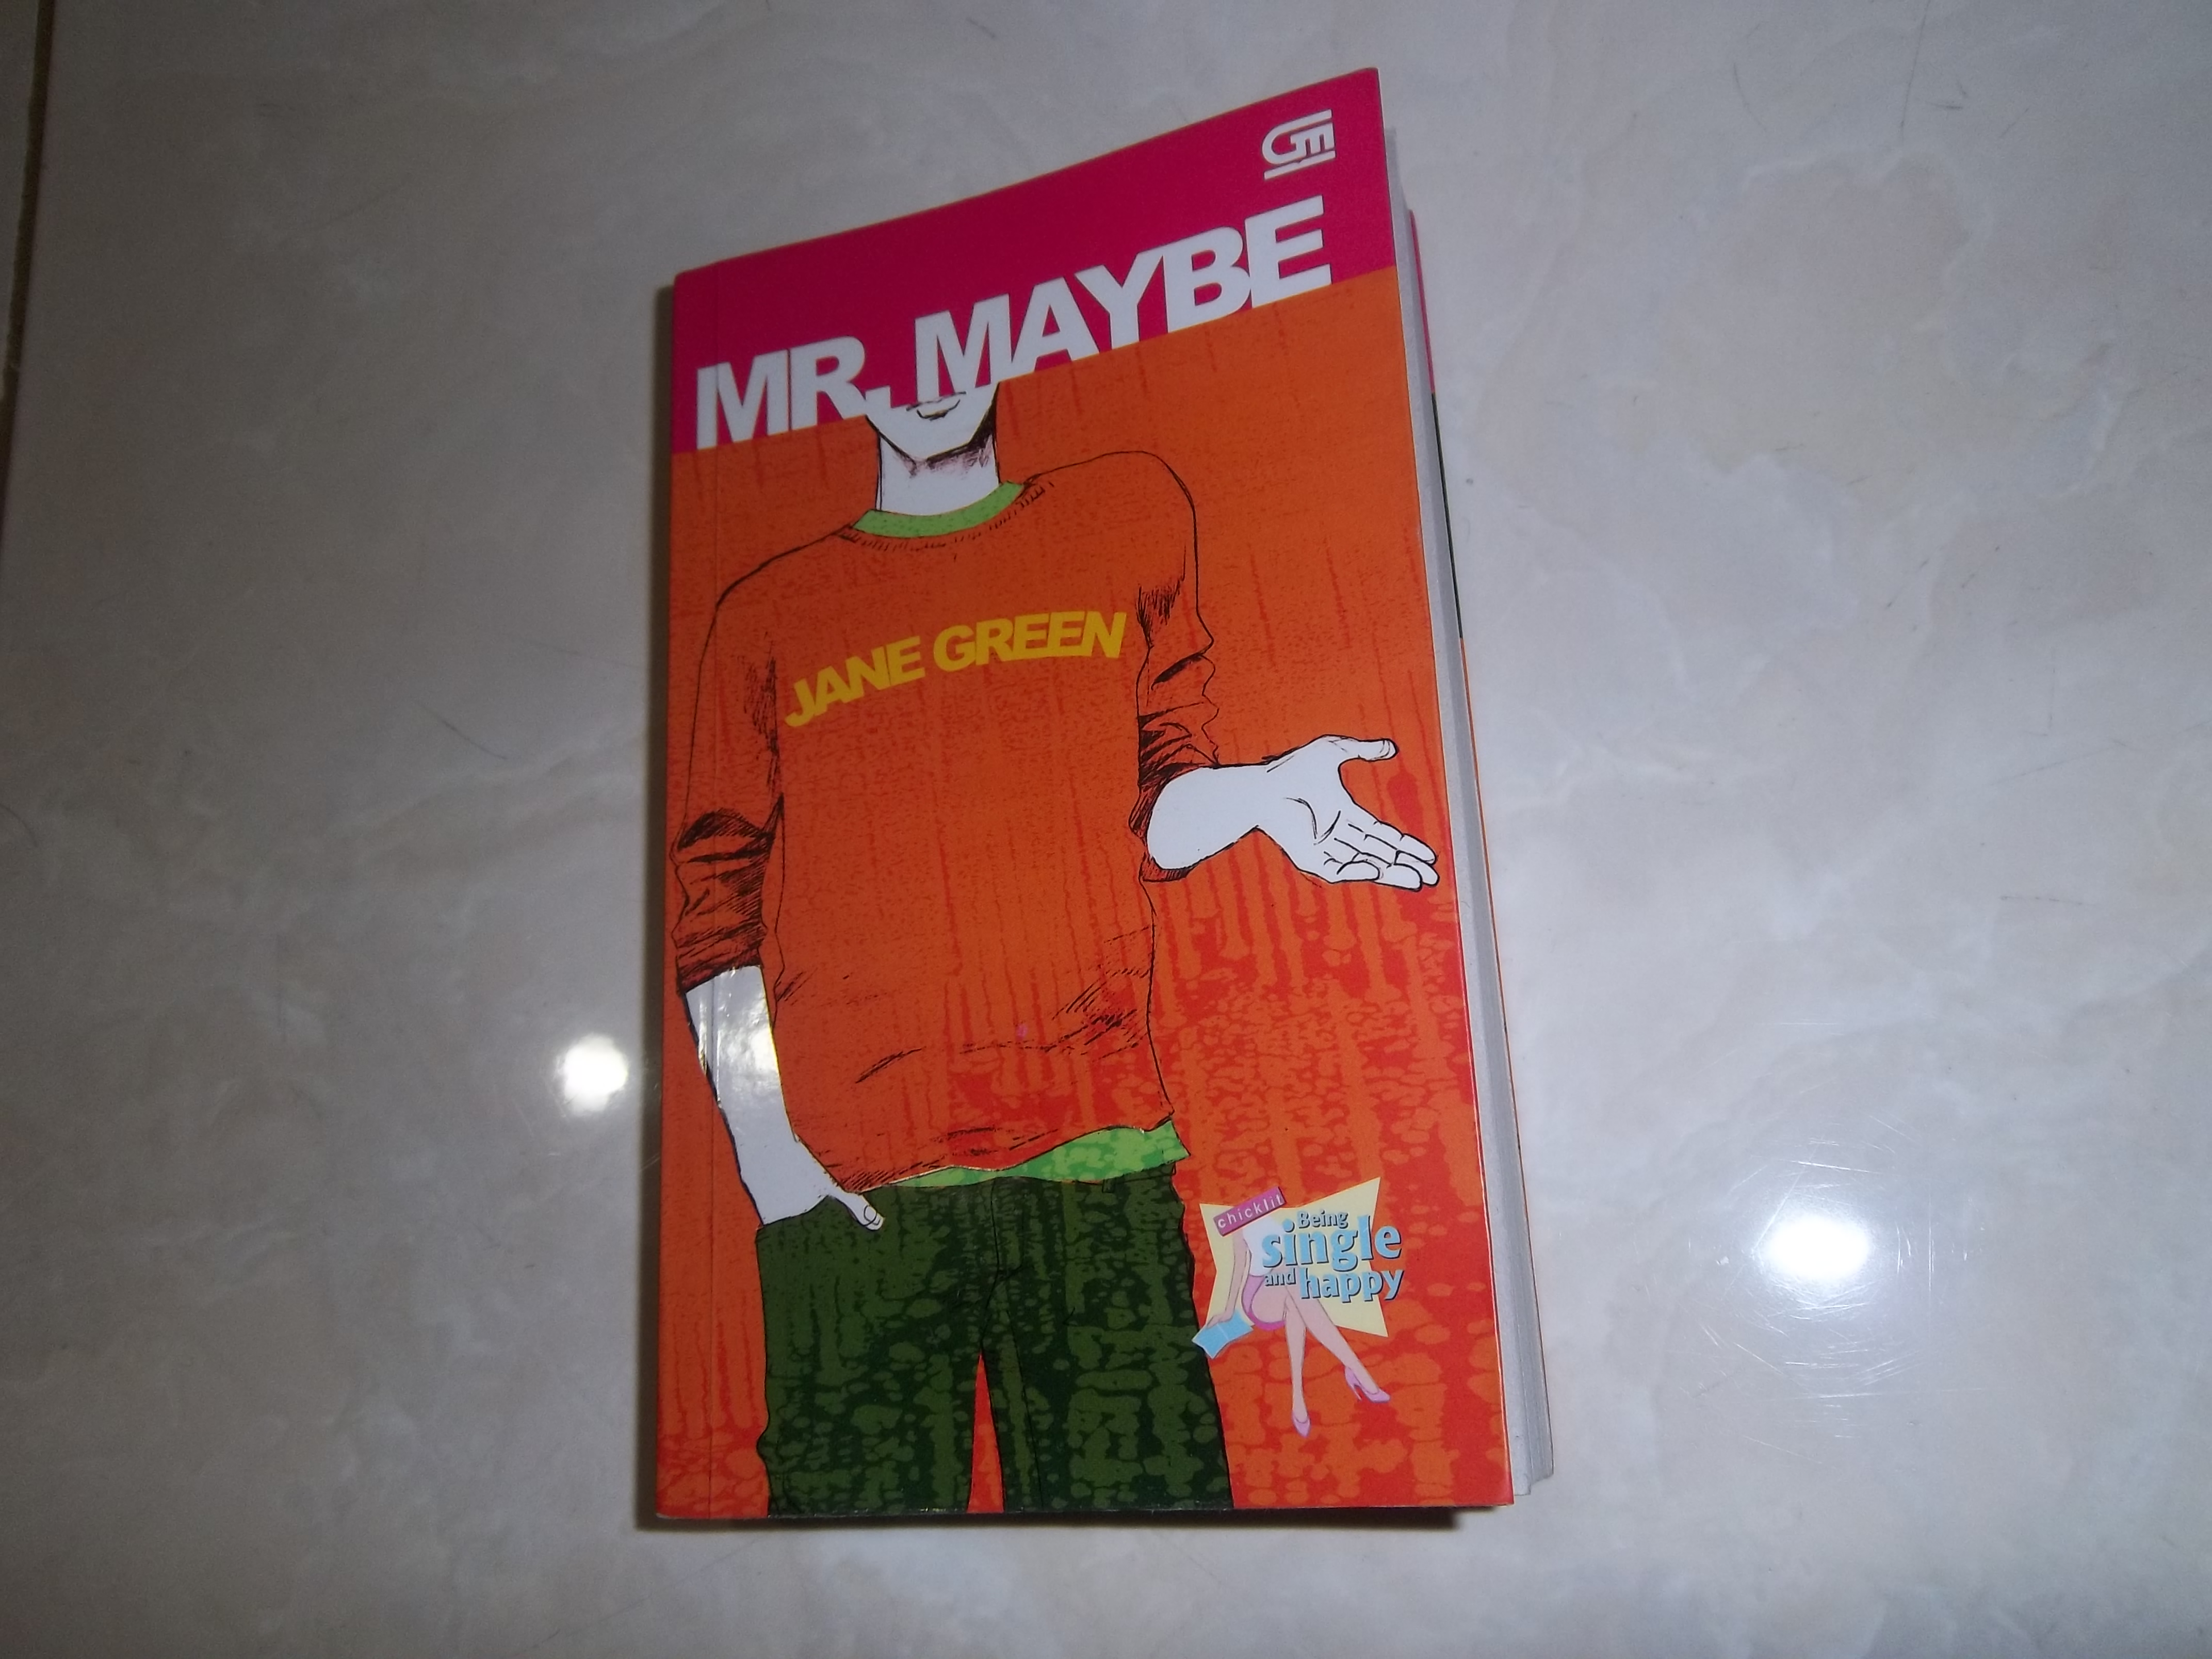 MR. MAYBE
JANE GREEN
chicklit
Being
single
and happy